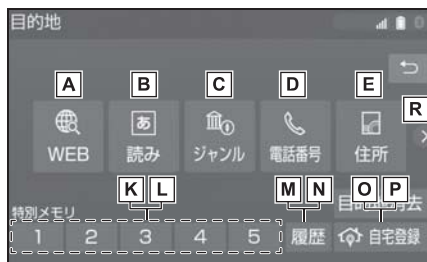 目的地
A B C D E
R
あ
WEB 読み ジャンル 電話番号 住所
K L M N O P
特別メモリ
1 2 3 4 5 履歴 自宅登録